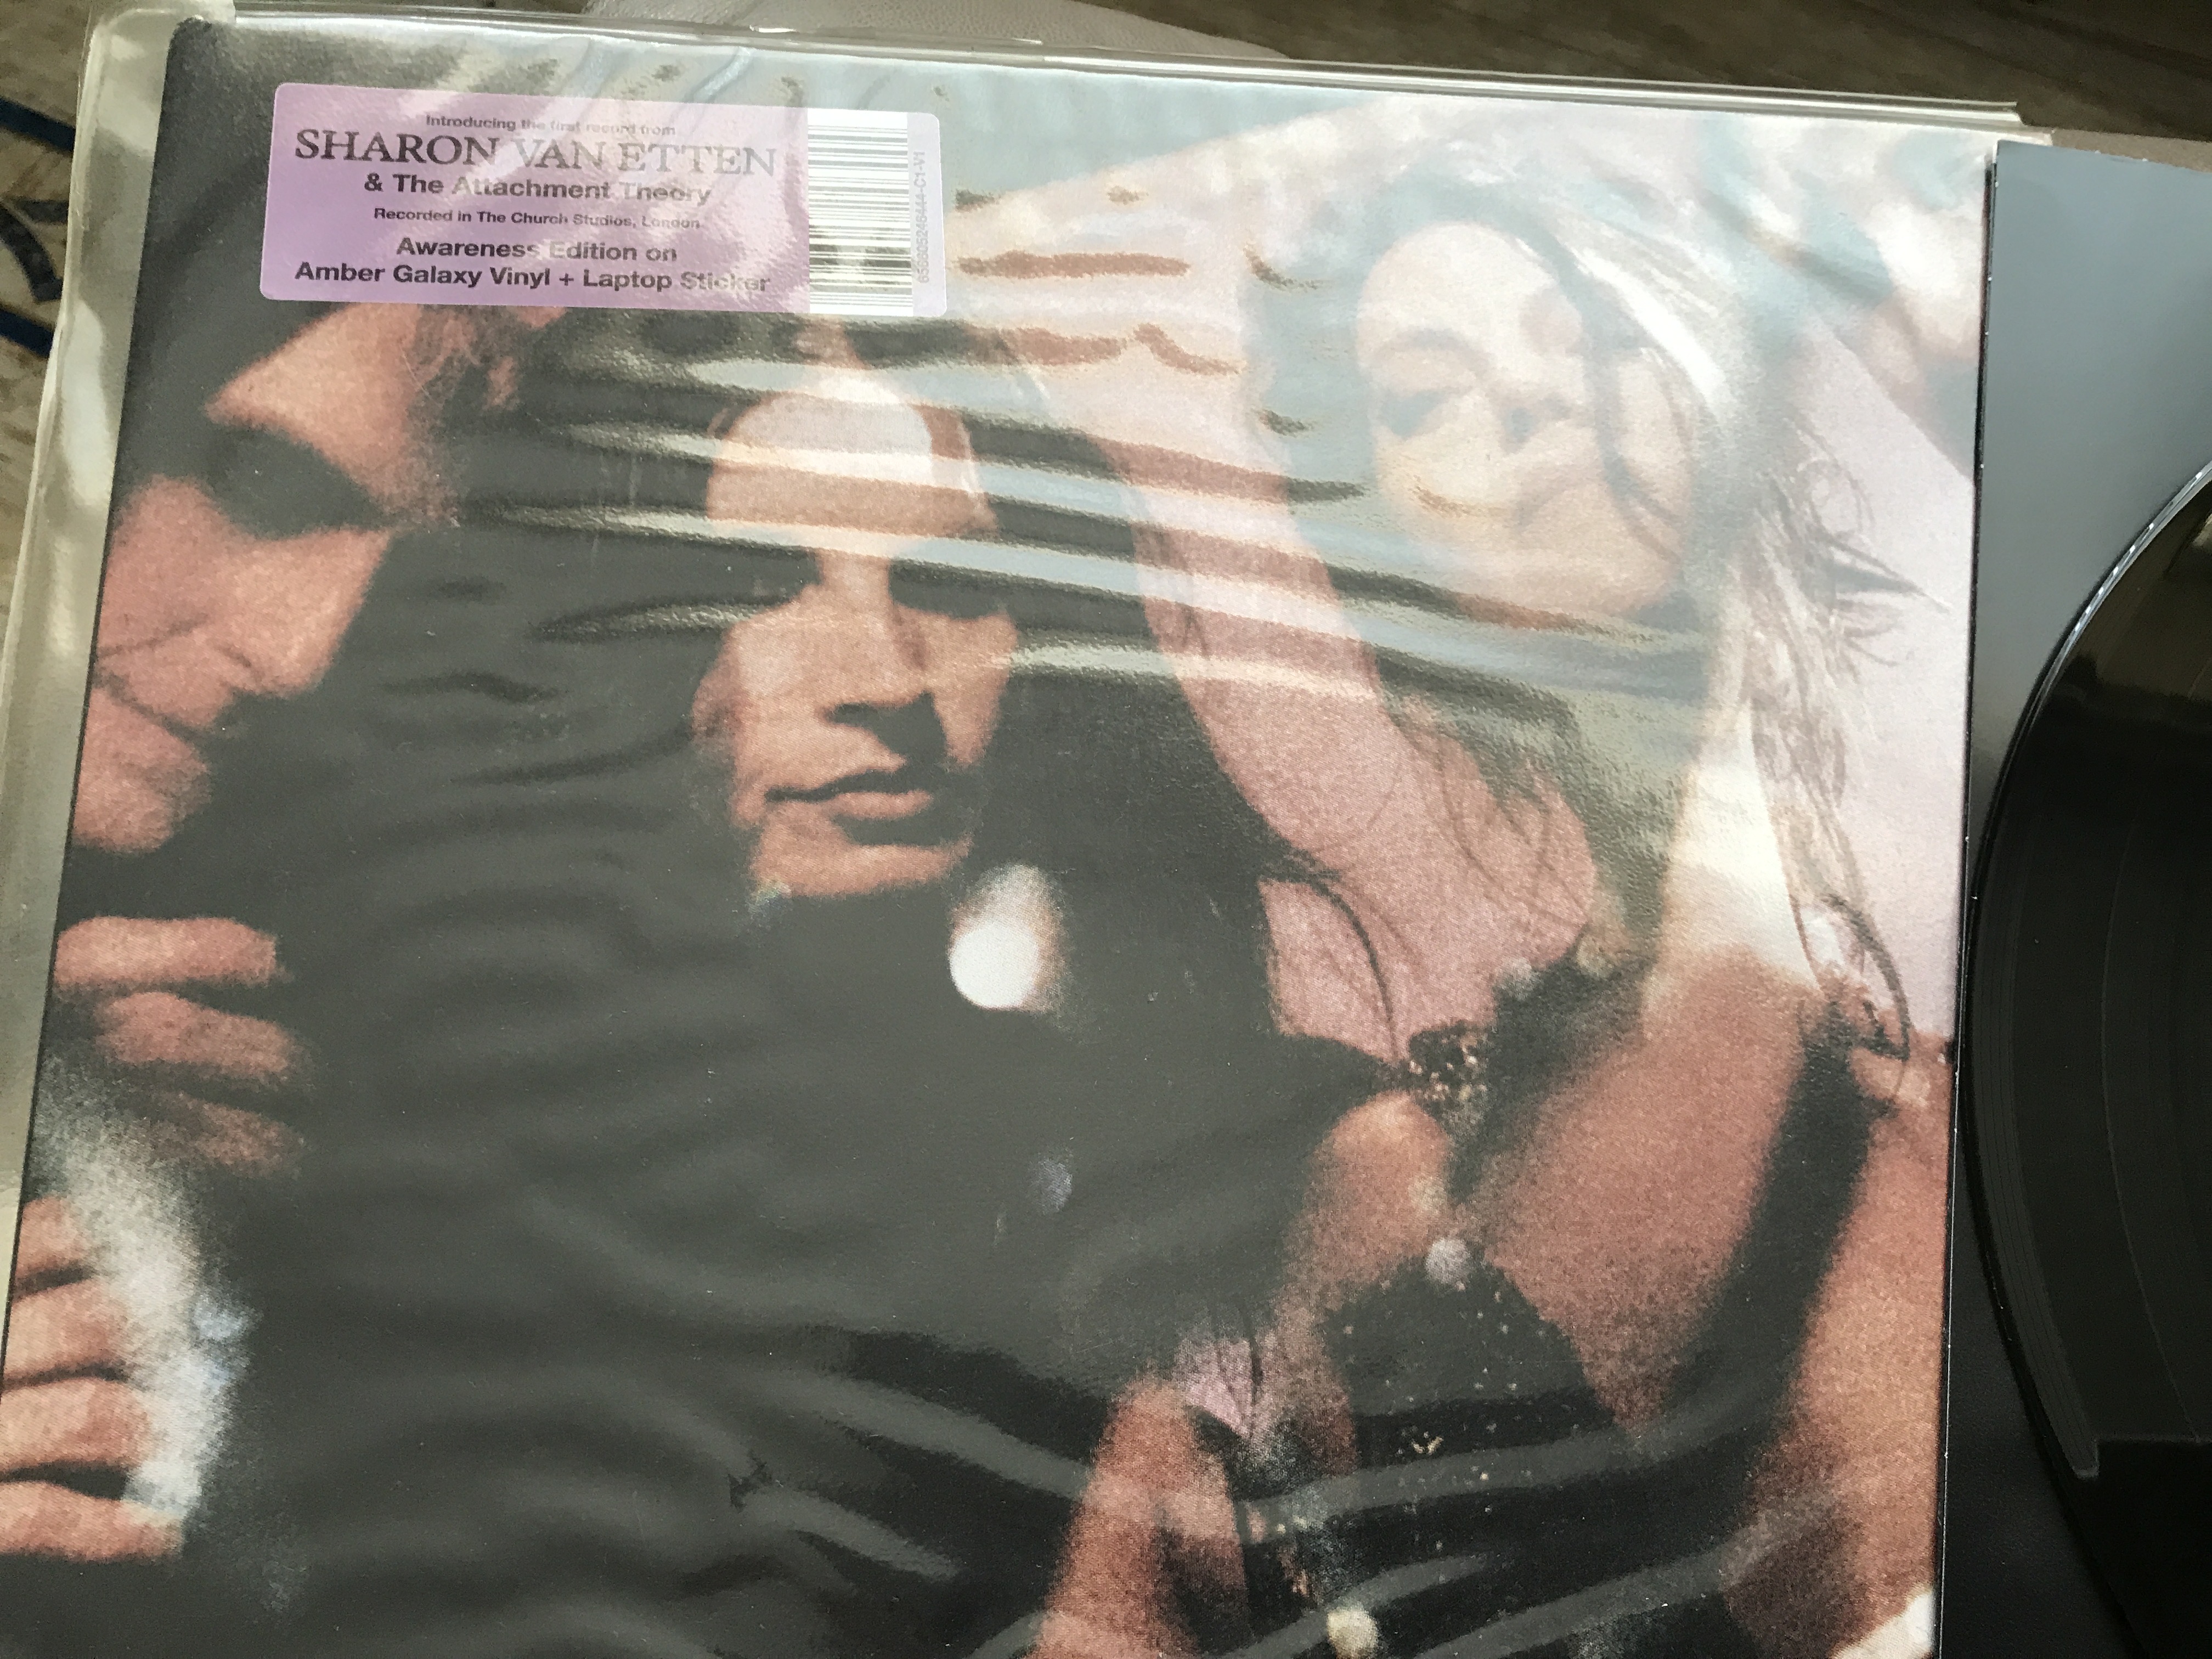 Introducing the first record from
SHARON VAN ETTEN
& The Attachment Theory
Recorded in The Church Studios, London.
Awareness Edition on
Amber Galaxy Vinyl + Laptop Sticker